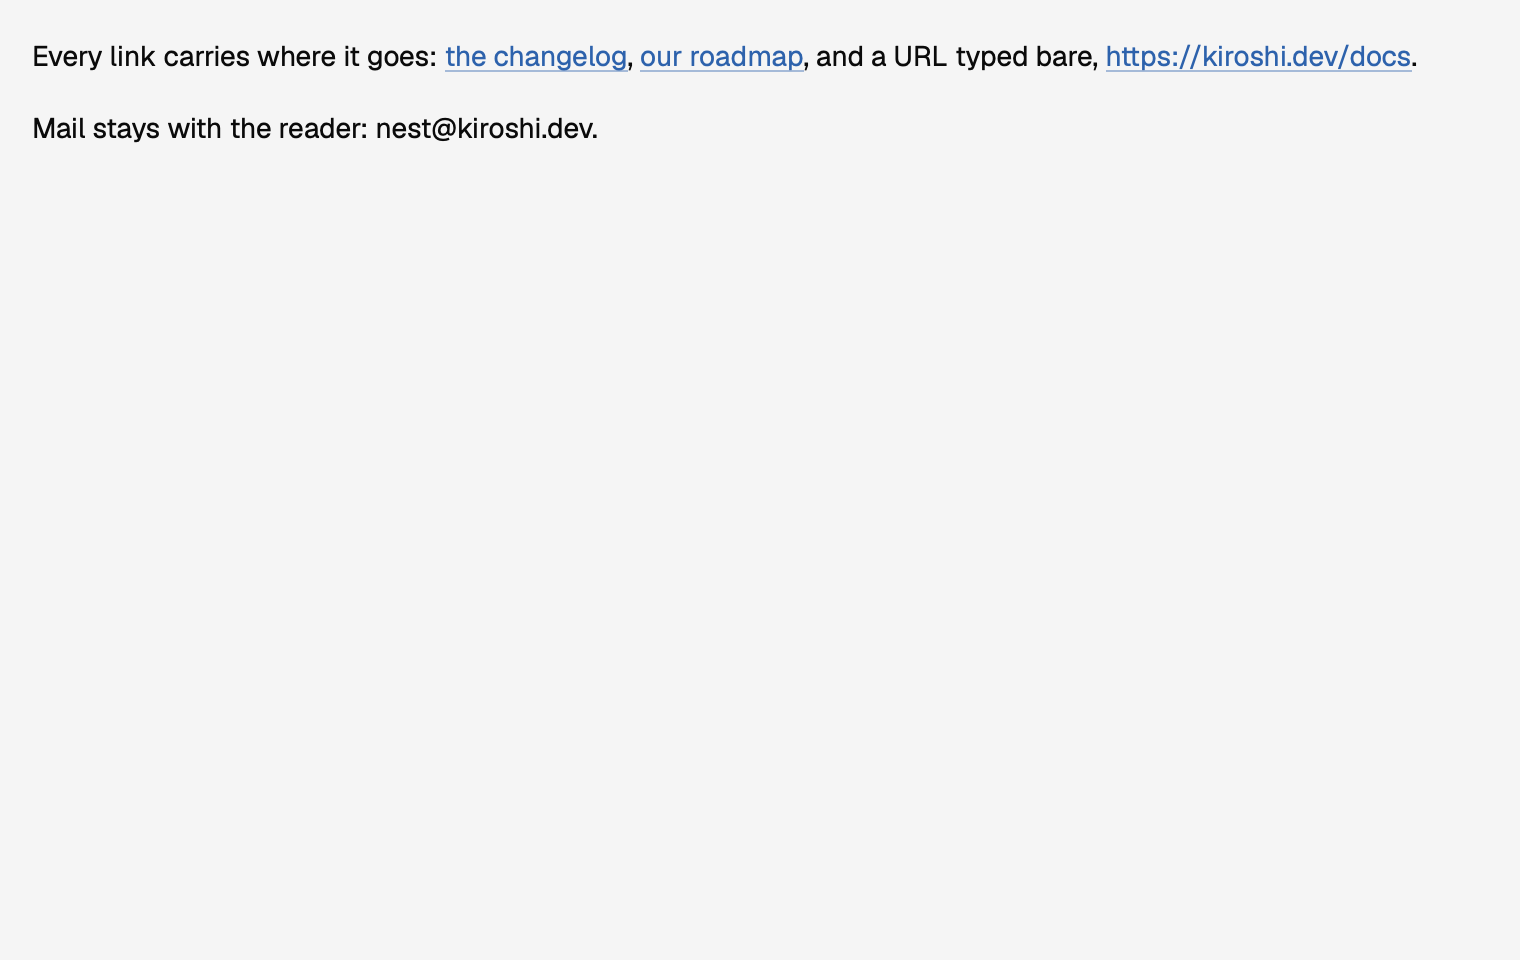 Every link carries where it goes: the changelog, our roadmap, and a URL typed bare, https://kiroshi.dev/docs.
Mail stays with the reader: nest@kiroshi.dev.